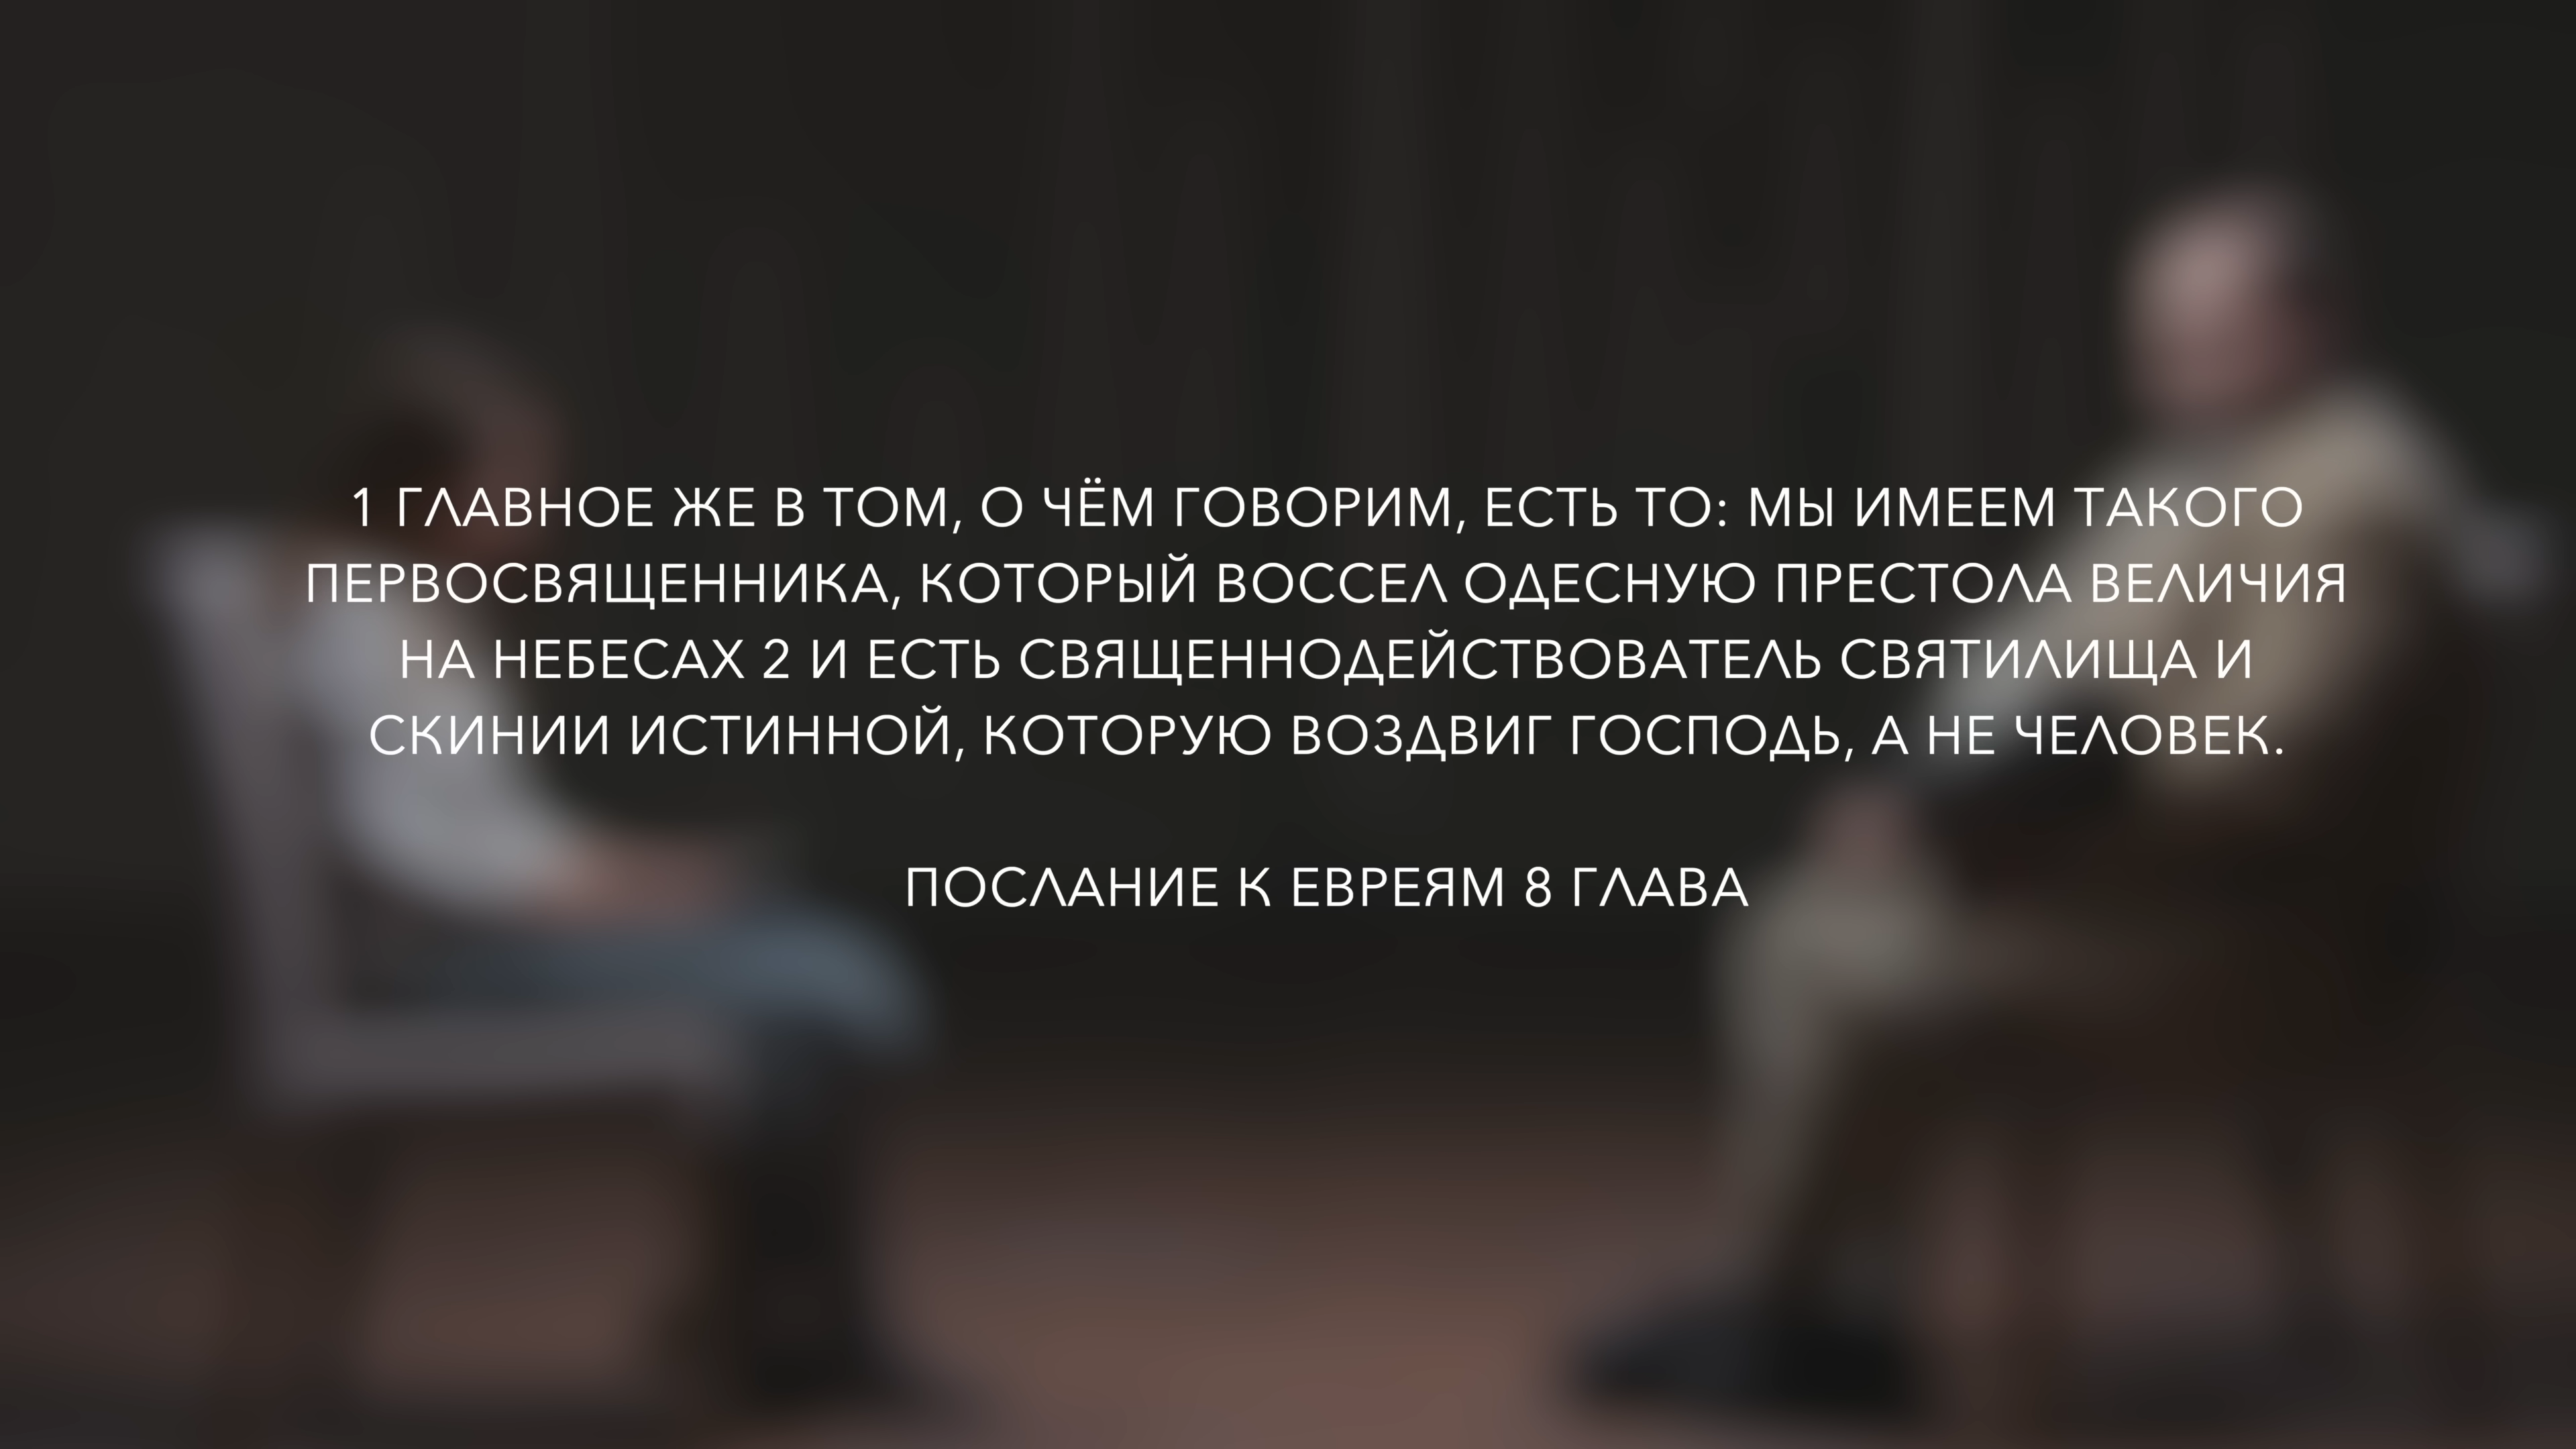 1 ГЛАВНОЕ ЖЕ В ТОМ, О ЧЁМ ГОВОРИМ, ЕСТЬ ТО: МЫ ИМЕЕМ ТАКОГО
ПЕРВОСВЯЩЕННИКА, КОТОРЫЙ ВОССЕЛ ОДЕСНУЮ ПРЕСТОЛА ВЕЛИЧИЯ
НА НЕБЕСАХ 2 И ЕСТЬ СВЯЩЕННОДЕЙСТВОВАТЕЛЬ СВЯТИЛИЩА И
СКИНИИ ИСТИННОЙ, КОТОРУЮ ВОЗДВИГ ГОСПОДЬ, А НЕ ЧЕЛОВЕК.
ПОСЛАНИЕ К ЕВРЕЯМ 8 ГЛАВА